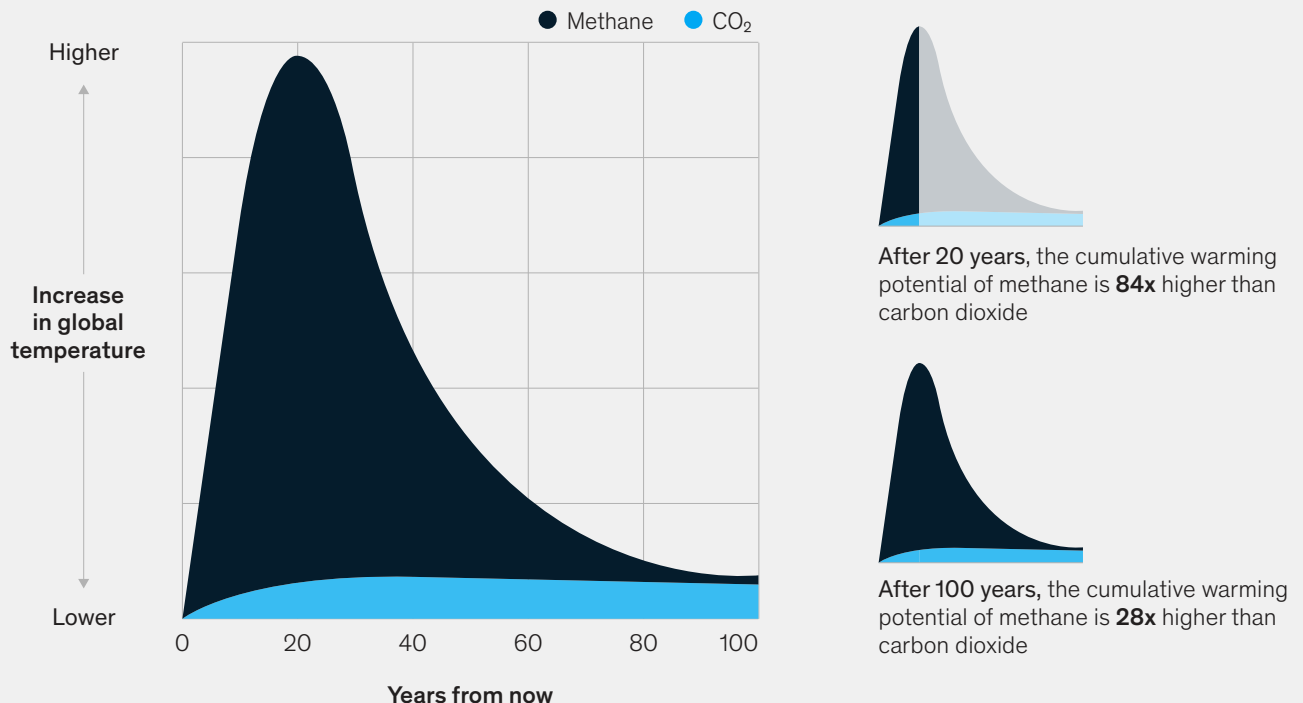 Methane
CO₂
Higher
Increase
in global
temperature
Lower
0 20 40 60 80 100
Years from now
After 20 years, the cumulative warming
potential of methane is 84x higher than
carbon dioxide
After 100 years, the cumulative warming
potential of methane is 28x higher than
carbon dioxide